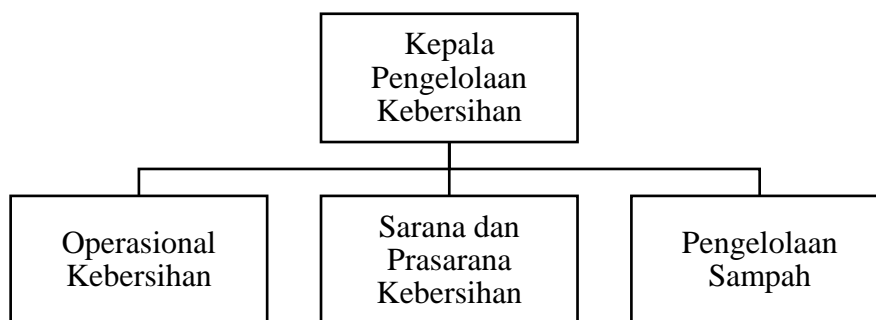 Kepala
Pengelolaan
Kebersihan
Operasional
Kebersihan
Sarana dan
Prasarana
Kebersihan
Pengelolaan
Sampah